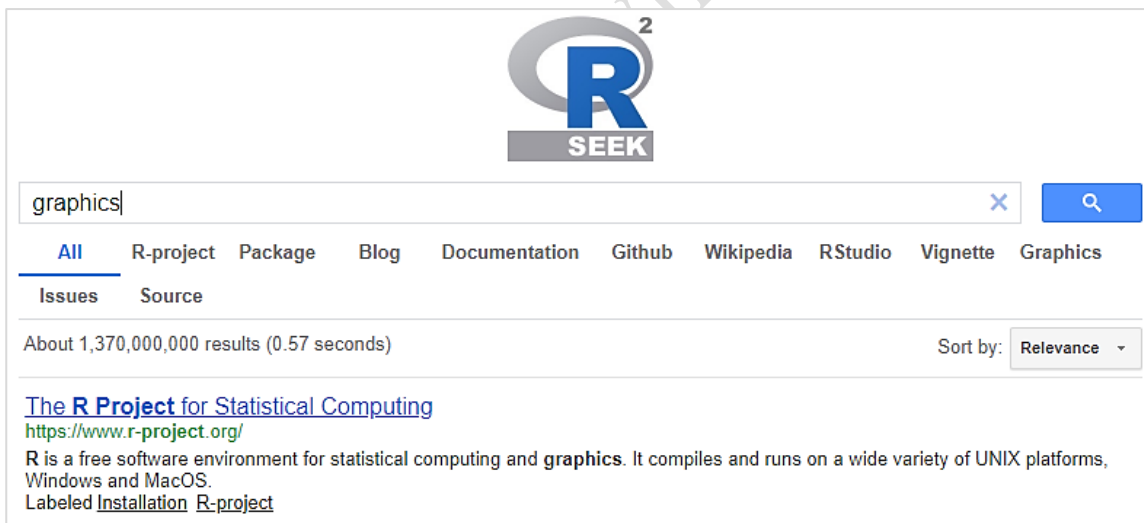 R 2
SEEK
graphics
All R-project Package Blog Documentation Github Wikipedia RStudio Vignette Graphics
Issues Source
About 1,370,000,000 results (0.57 seconds) Sort by: Relevance
The R Project for Statistical Computing
https://www.r-project.org/
R is a free software environment for statistical computing and graphics. It compiles and runs on a wide variety of UNIX platforms,
Windows and MacOS.
Labeled Installation R-project